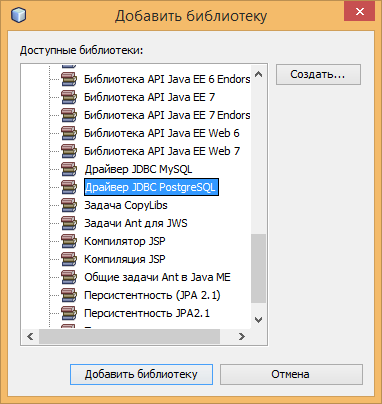 Добавить библиотеку
Доступные библиотеки:
Создать...
Библиотека API Java EE 6 Endors
Библиотека API Java EE 7
Библиотека API Java EE 7 Endors
Библиотека API Java EE Web 6
Библиотека API Java EE Web 7
Драйвер JDBC MySQL
Драйвер JDBC PostgreSQL
Задача CopyLibs
Задачи Ant для JWS
Компилятор JSP
Компиляция JSP
Общие задачи Ant в Java ME
Персистентность (JPA 2.1)
Персистентность JPA2.1
Добавить библиотеку
Отмена